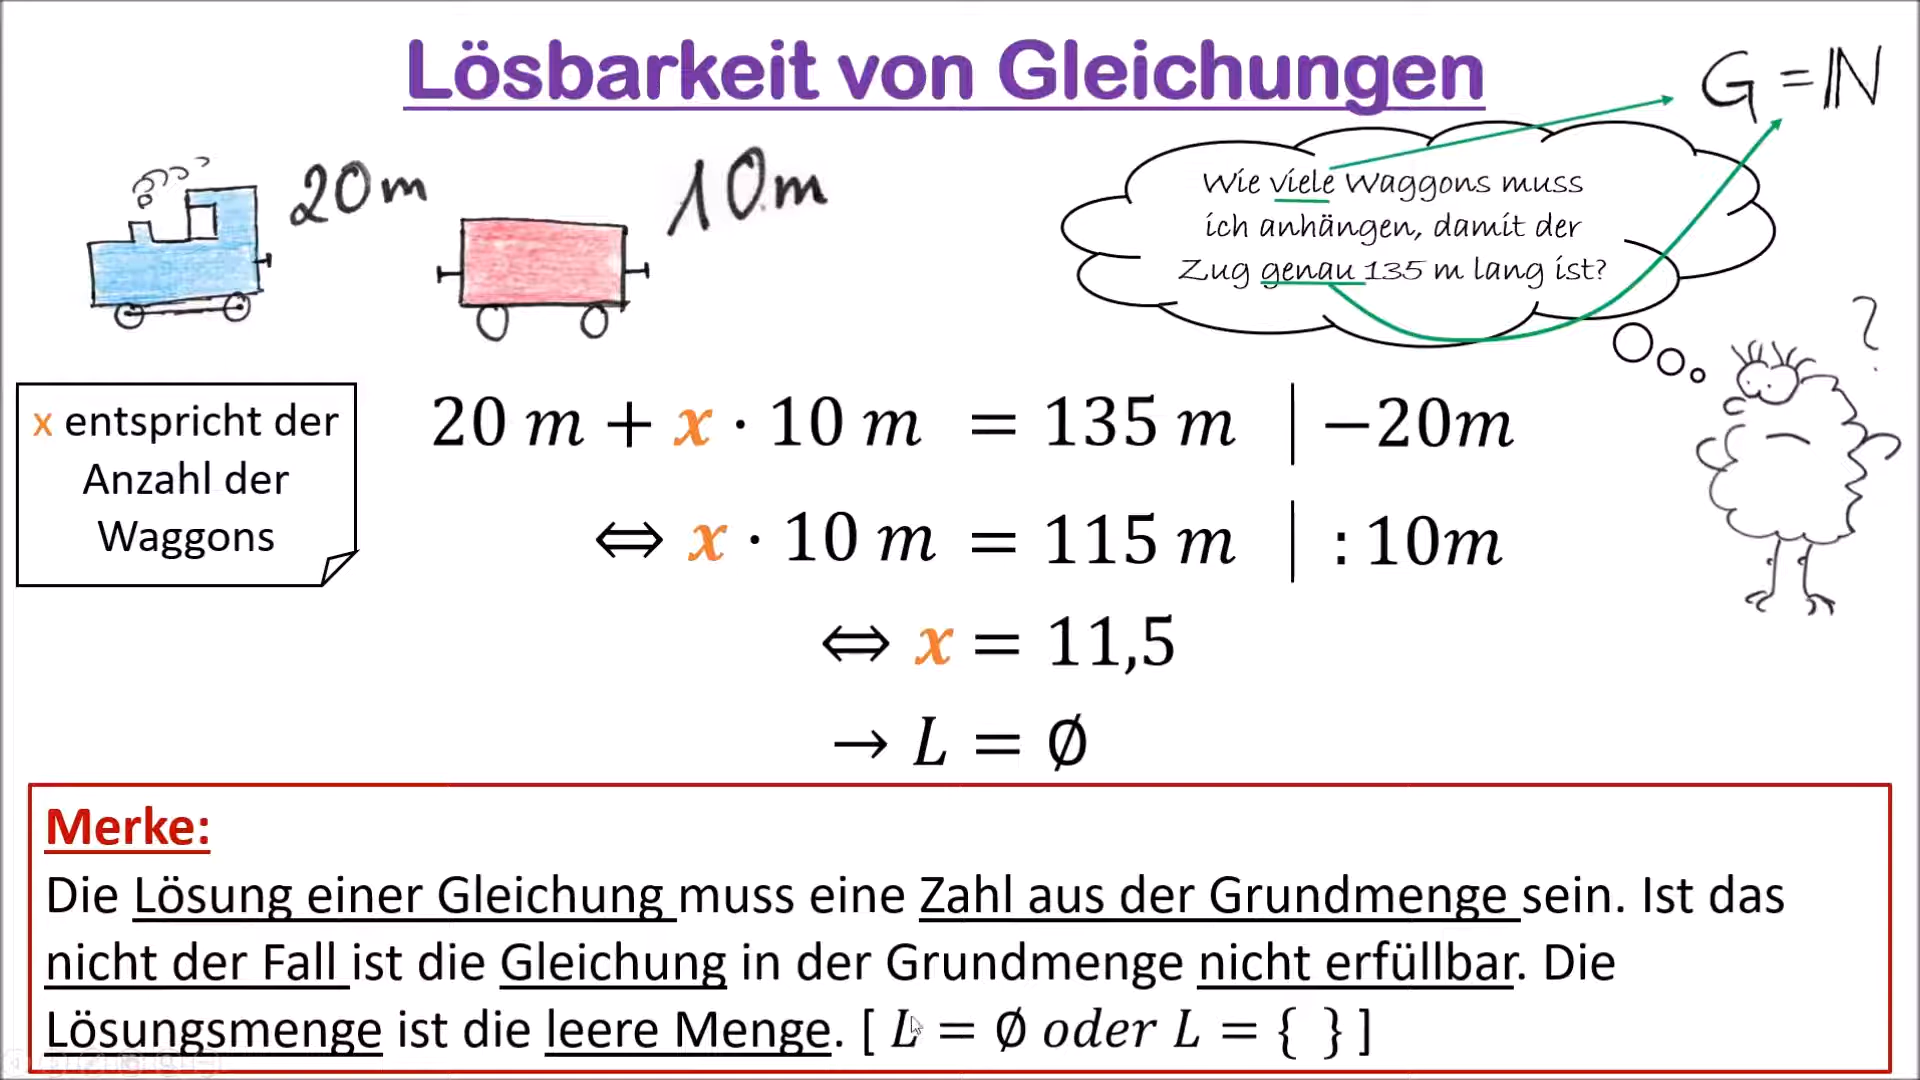 Lösbarkeit von Gleichungen
G = ℕ
20m
10m
Wie viele Waggons muss
ich anhängen, damit der
Zug genau 135 m lang ist?
?
x entspricht der
Anzahl der
Waggons
20 m + x · 10 m = 135 m | −20m
⇔ x · 10 m = 115 m | : 10m
⇔ x = 11,5
→ L = ∅
Merke:
Die Lösung einer Gleichung muss eine Zahl aus der Grundmenge sein. Ist das
nicht der Fall ist die Gleichung in der Grundmenge nicht erfüllbar. Die
Lösungsmenge ist die leere Menge. [ L = ∅ oder L = { } ]